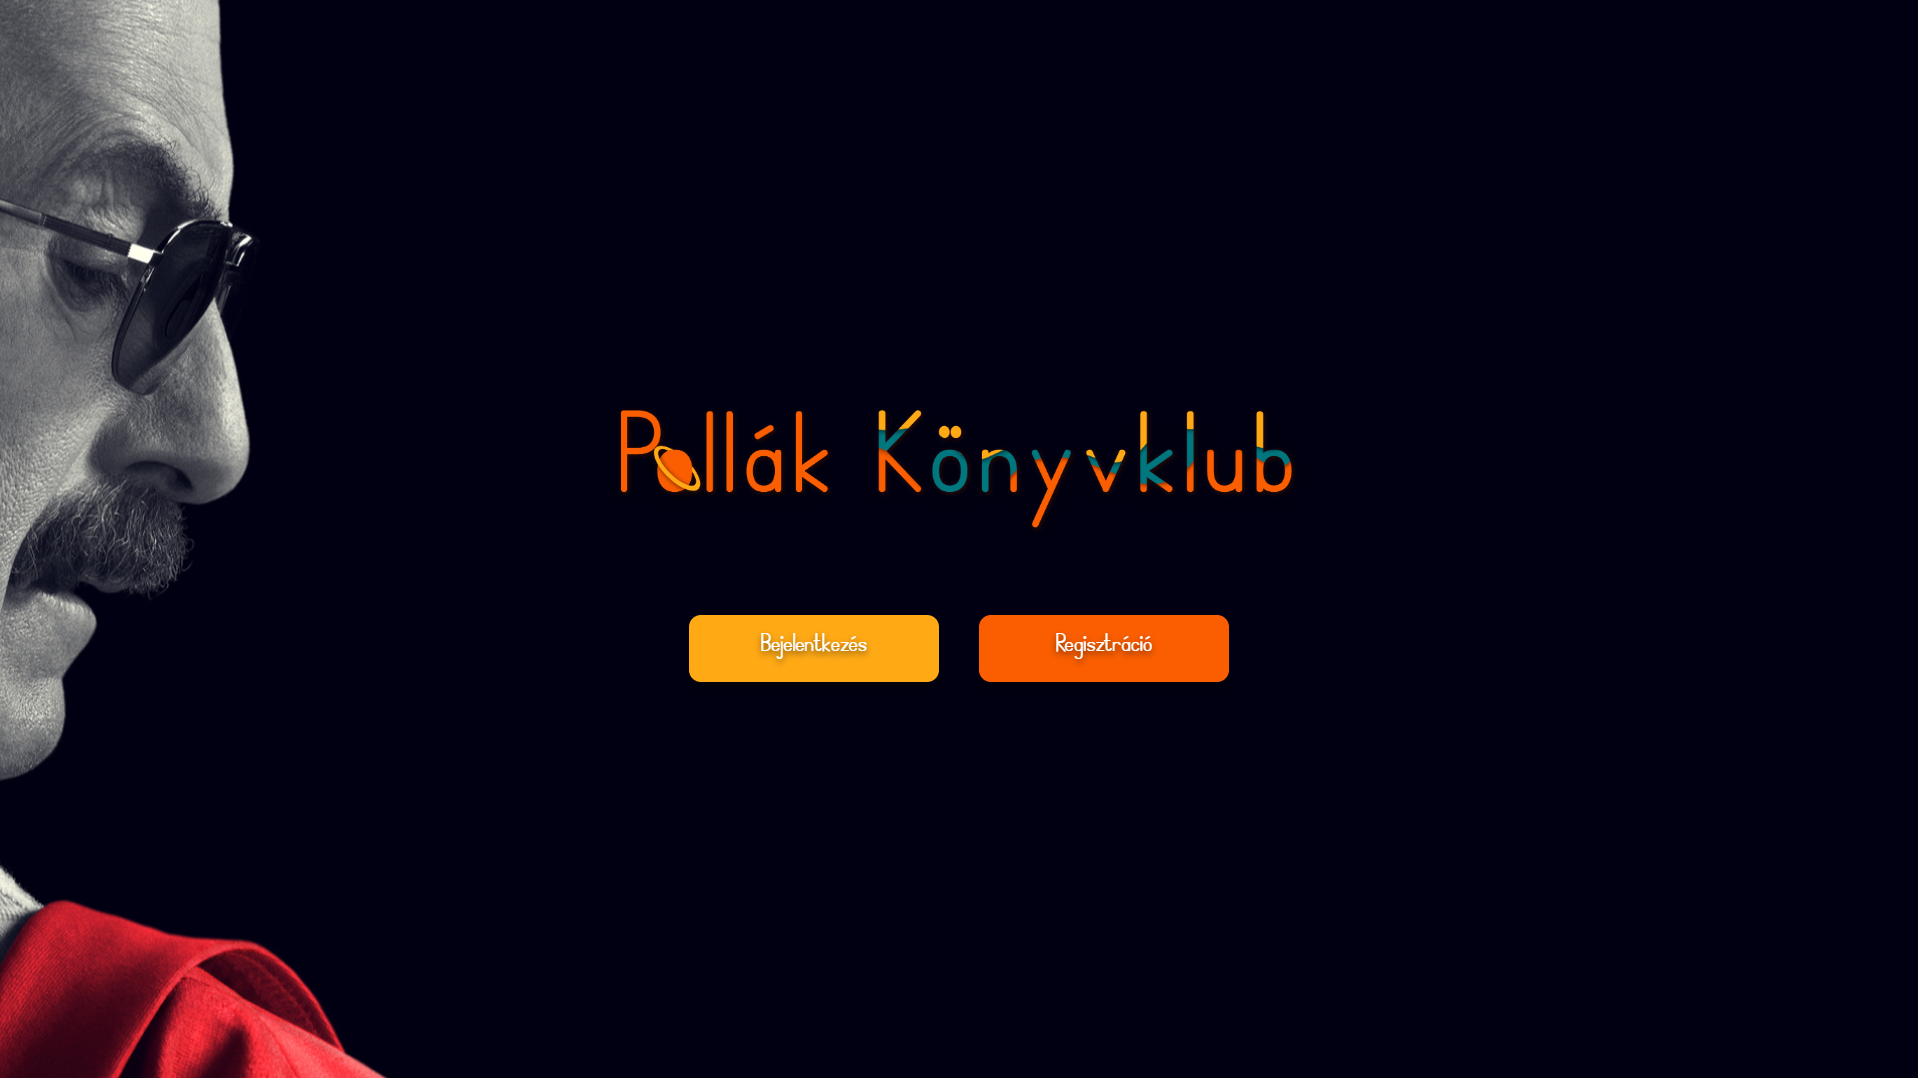 Pollák Könyvklub
Bejelentkezés
Regisztráció